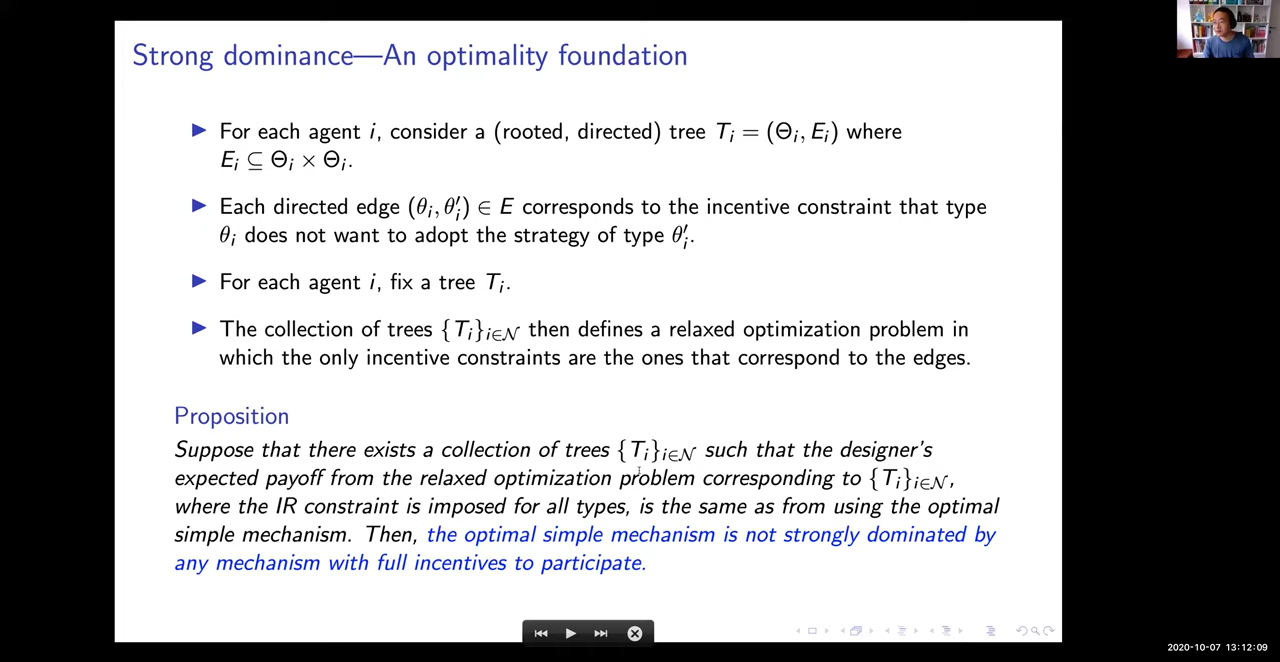 Strong dominance—An optimality foundation
▶ For each agent i, consider a (rooted, directed) tree Tᵢ = (Θᵢ, Eᵢ) where
Eᵢ ⊆ Θᵢ × Θᵢ.
▶ Each directed edge (θᵢ, θ′ᵢ) ∈ E corresponds to the incentive constraint that type
θᵢ does not want to adopt the strategy of type θ′ᵢ.
▶ For each agent i, fix a tree Tᵢ.
▶ The collection of trees {Tᵢ}i∈𝒩 then defines a relaxed optimization problem in
which the only incentive constraints are the ones that correspond to the edges.
Proposition
Suppose that there exists a collection of trees {Tᵢ}i∈𝒩 such that the designer's
expected payoff from the relaxed optimization problem corresponding to {Tᵢ}i∈𝒩,
where the IR constraint is imposed for all types, is the same as from using the optimal
simple mechanism. Then, the optimal simple mechanism is not strongly dominated by
any mechanism with full incentives to participate.
2020-10-07 13:12:09